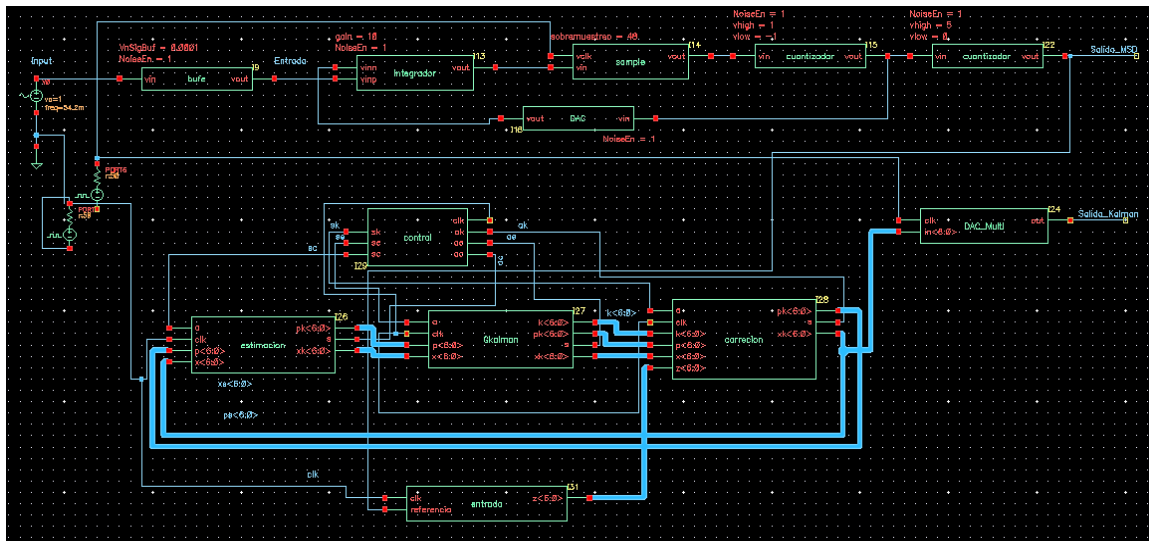 NoiseEn = 1
vhigh = 1
vlow = -1
NoiseEn = 1
vhigh = 5
vlow = 0
VnSigBuf = 0.0001
NoiseEn = 1
gain = 10
NoiseEn = 1
sobremuestreo = 40
Input
I9
vin
bufe
vout
Entrada
I13
vinn
vinp
integrador
vout
I14
vclk
vin
sample
vout
I15
vin
cuantizador
vout
I22
vin
cuantizador
vout
Salida_MSD
va=1
vout
DAC
vin
I16
NoiseEn = 1
control
clk
ak
ae
sk
se
sc
I29
sk
se
sc
ak
ae
I24
clk
in<6:0>
DAC_Multi
out
Salida_Kalman
I26
a
clk
p<6:0>
x<6:0>
estimacion
pk<6:0>
s
xk<6:0>
I27
a
clk
p<6:0>
x<6:0>
Gkalman
k<6:0>
pk<6:0>
s
xk<6:0>
k<6:0>
I28
a
clk
k<6:0>
p<6:0>
x<6:0>
z<6:0>
correcion
pk<6:0>
s
xk<6:0>
xe<6:0>
pe<6:0>
clk
I31
clk
referencia
entrada
z<6:0>